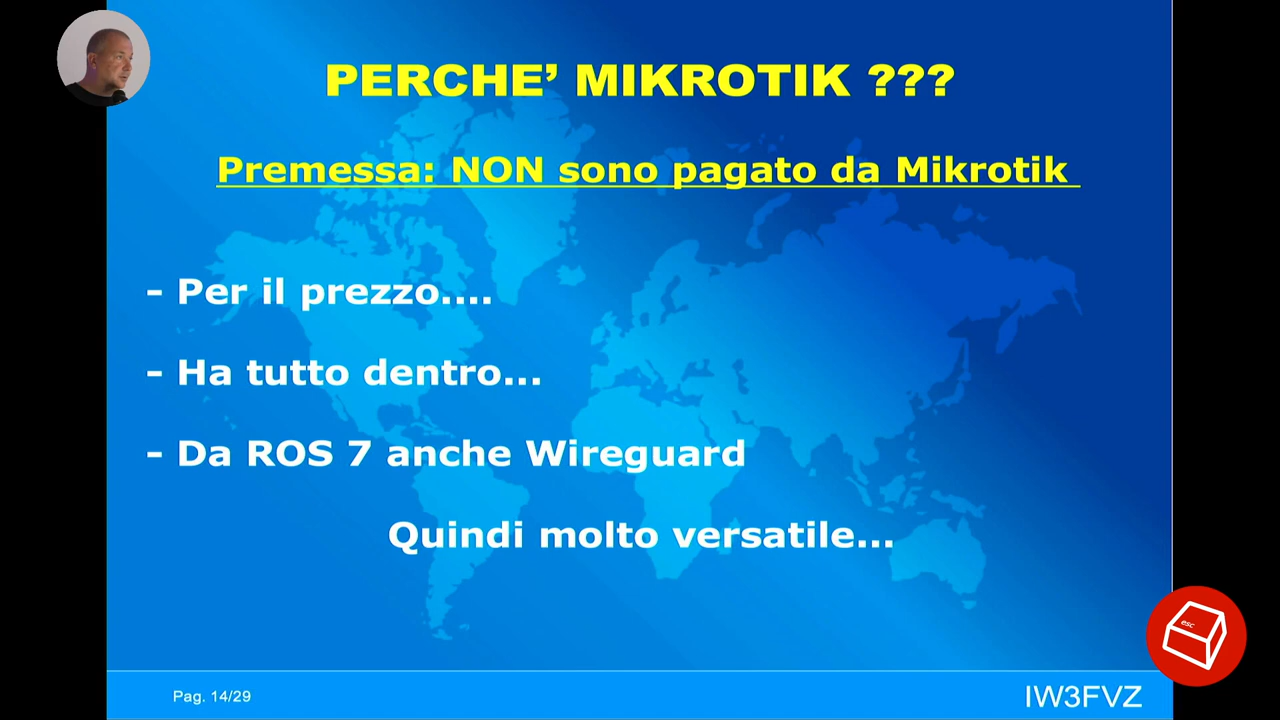 PERCHE’ MIKROTIK ???
Premessa: NON sono pagato da Mikrotik
- Per il prezzo....
- Ha tutto dentro...
- Da ROS 7 anche Wireguard
Quindi molto versatile...
esc
Pag. 14/29
IW3FVZ